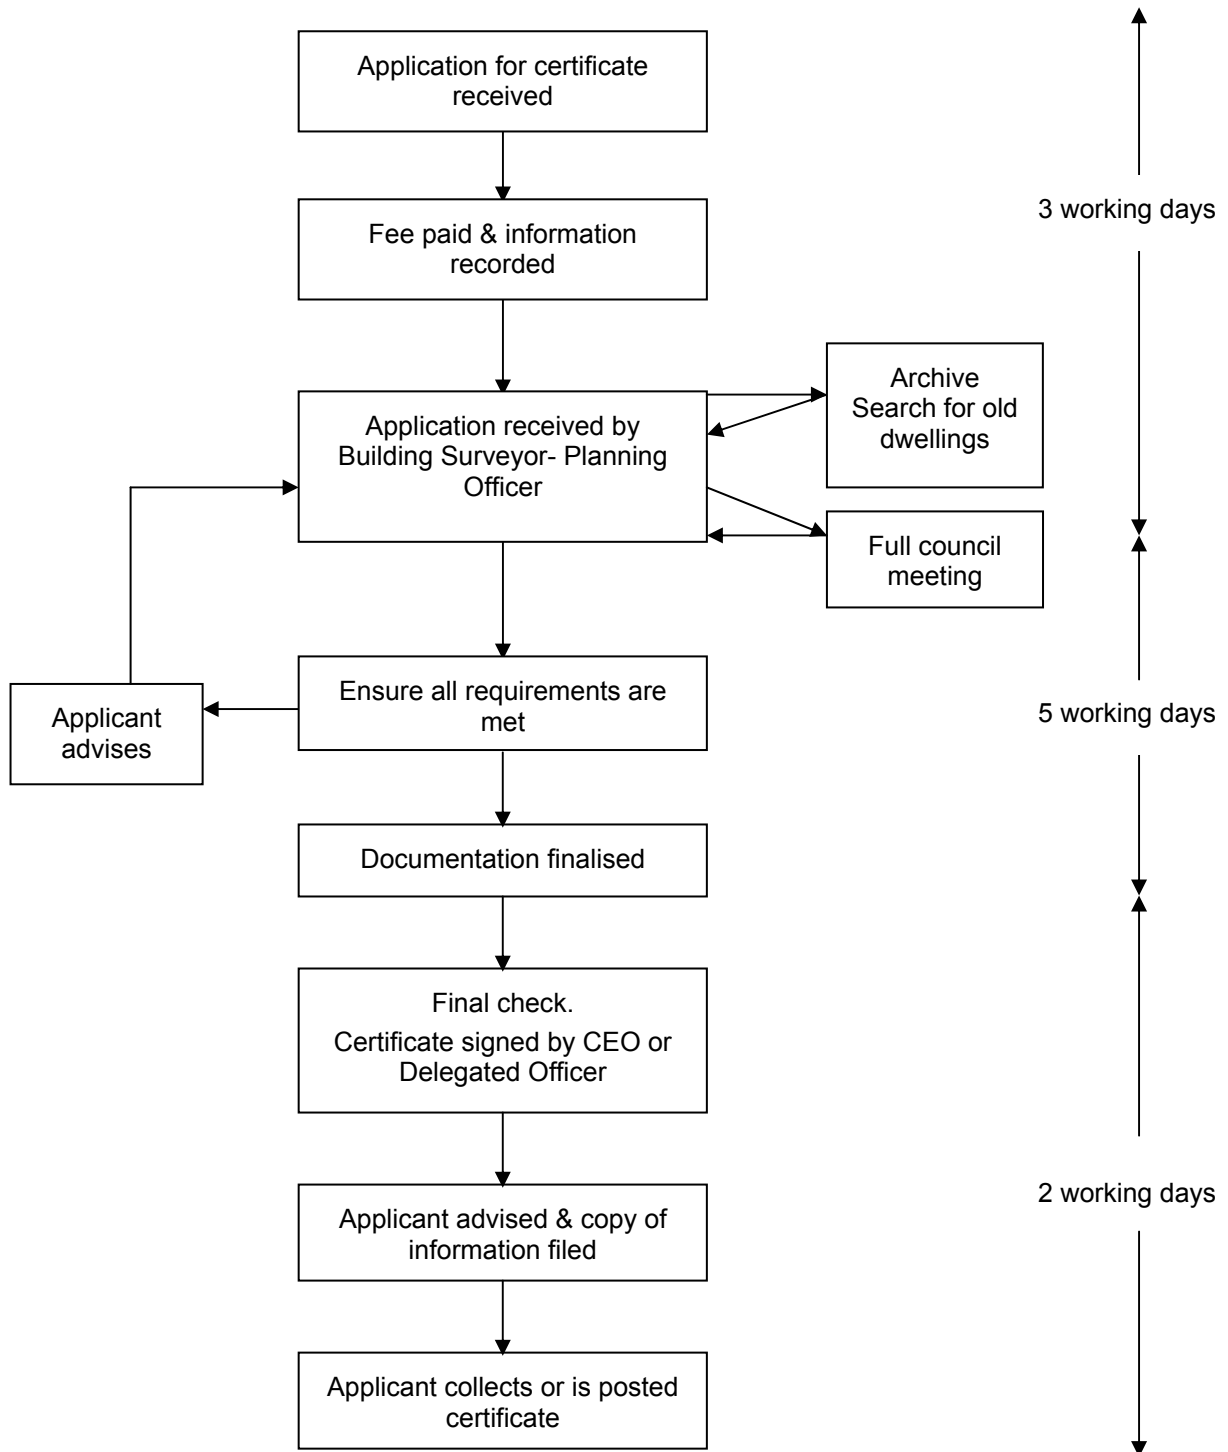 Application for certificate
received
3 working days
Fee paid & information
recorded
Archive
Search for old
dwellings
Application received by
Building Surveyor- Planning
Officer
Full council
meeting
Ensure all requirements are
met
Applicant
advises
5 working days
Documentation finalised
Final check.
Certificate signed by CEO or
Delegated Officer
2 working days
Applicant advised & copy of
information filed
Applicant collects or is posted
certificate